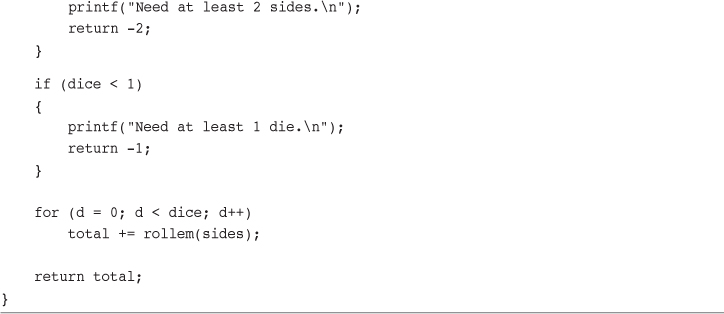 printf("Need at least 2 sides.\n");
        return -2;
    }
    if (dice < 1)
    {
        printf("Need at least 1 die.\n");
        return -1;
    }
    for (d = 0; d < dice; d++)
        total += rollem(sides);
    return total;
}